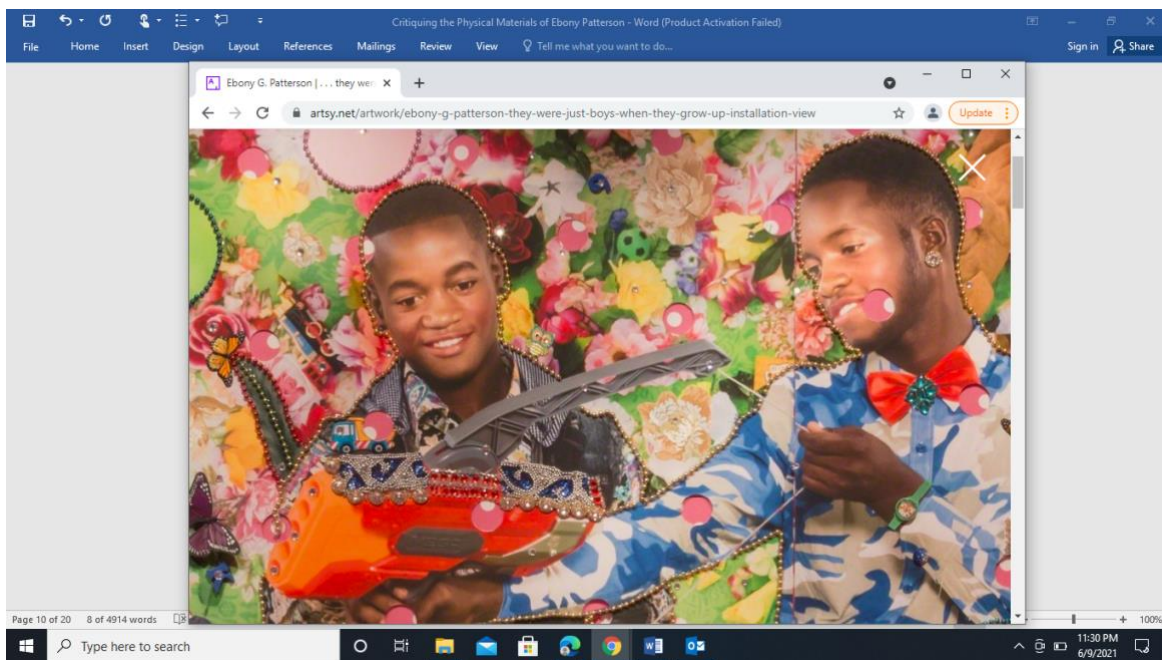 Critiquing the Physical Materials of Ebony Patterson - Word (Product Activation Failed)
File Home Insert Design Layout References Mailings Review View Tell me what you want to do... Sign in Share
Ebony G. Patterson | . . . they wer
artsy.net/artwork/ebony-g-patterson-they-were-just-boys-when-they-grow-up-installation-view Update
Page 10 of 20 8 of 4914 words 100%
Type here to search
11:30 PM
6/9/2021